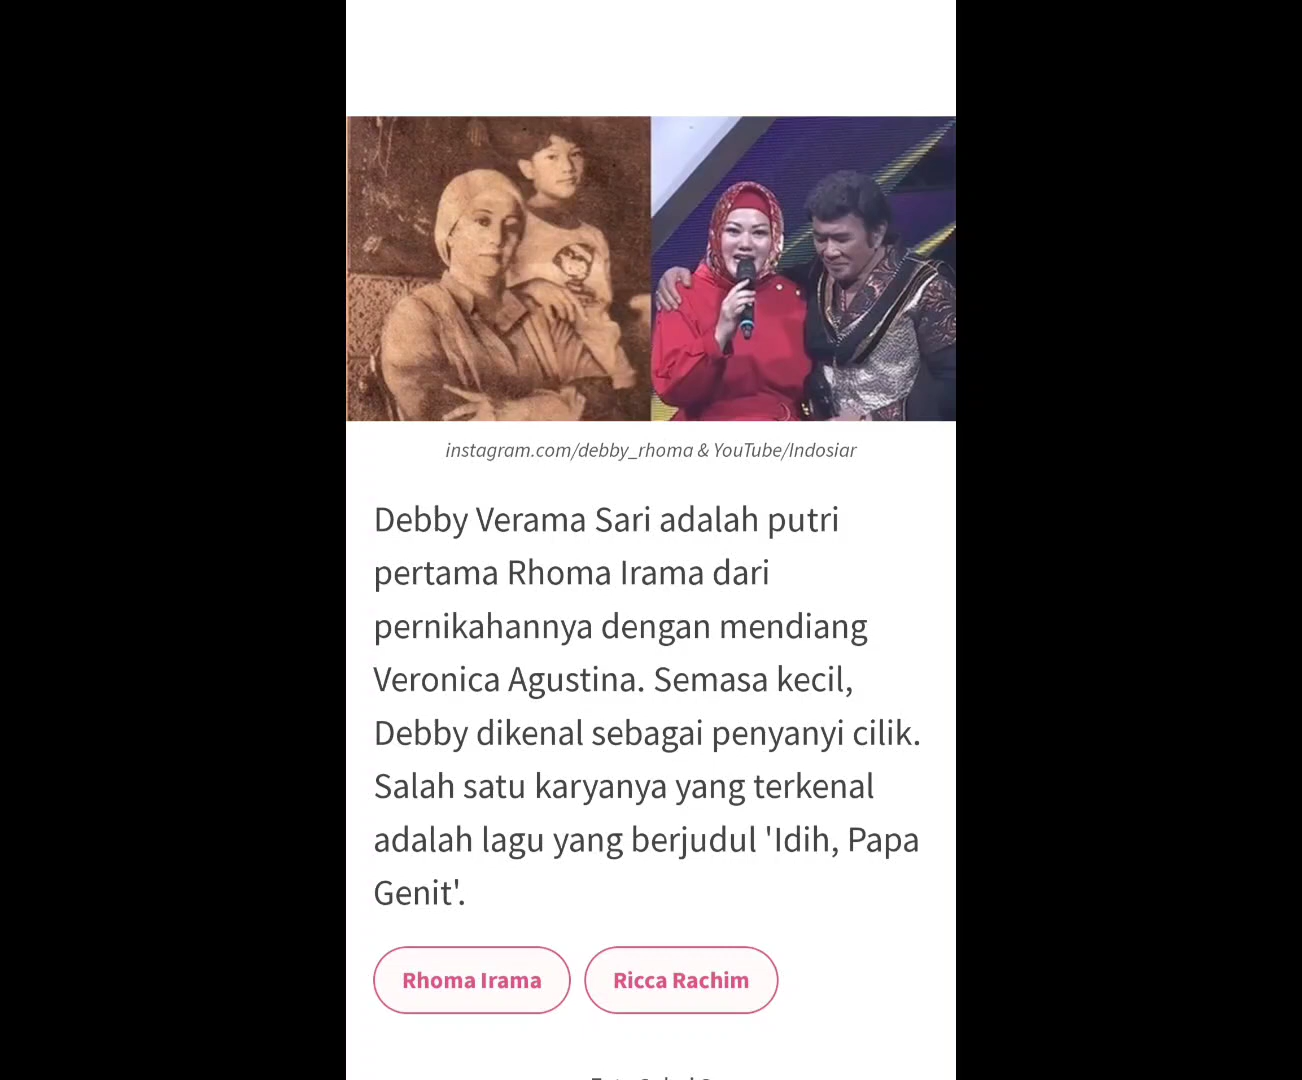 instagram.com/debby_rhoma & YouTube/Indosiar
Debby Verama Sari adalah putri
pertama Rhoma Irama dari
pernikahannya dengan mendiang
Veronica Agustina. Semasa kecil,
Debby dikenal sebagai penyanyi cilik.
Salah satu karyanya yang terkenal
adalah lagu yang berjudul 'Idih, Papa
Genit'.
Rhoma Irama
Ricca Rachim